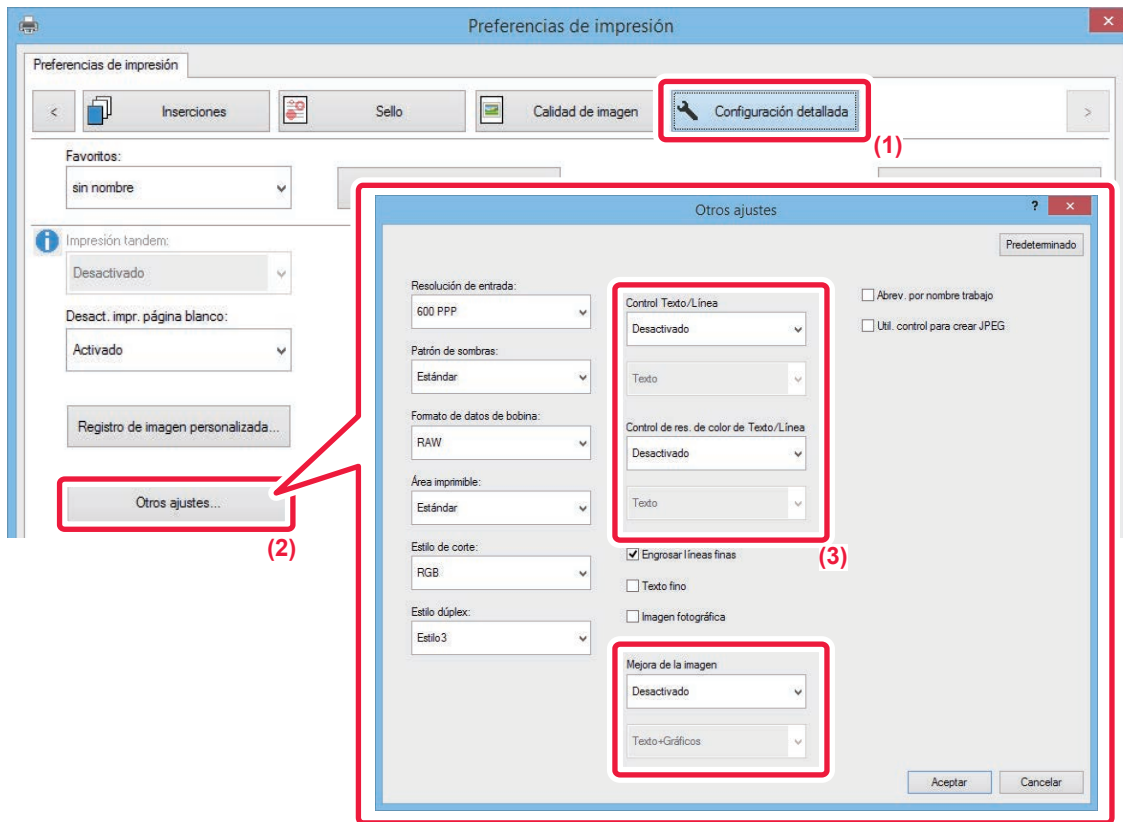 Preferencias de impresión
×
Preferencias de impresión
<
Inserciones
Sello
Calidad de imagen
Configuración detallada
>
(1)
Favoritos:
sin nombre
Impresión tandem:
Desactivado
Desact. impr. página blanco:
Activado
Registro de imagen personalizada...
Otros ajustes...
(2)
Otros ajustes
?
×
Predeterminado
Resolución de entrada:
600 PPP
Patrón de sombras:
Estándar
Formato de datos de bobina:
RAW
Área imprimible:
Estándar
Estilo de corte:
RGB
Estilo dúplex:
Estilo3
Control Texto/Línea
Desactivado
Texto
Control de res. de color de Texto/Línea
Desactivado
Texto
(3)
Engrosar líneas finas
Texto fino
Imagen fotográfica
Mejora de la imagen
Desactivado
Texto+Gráficos
Abrev. por nombre trabajo
Util. control para crear JPEG
Aceptar
Cancelar